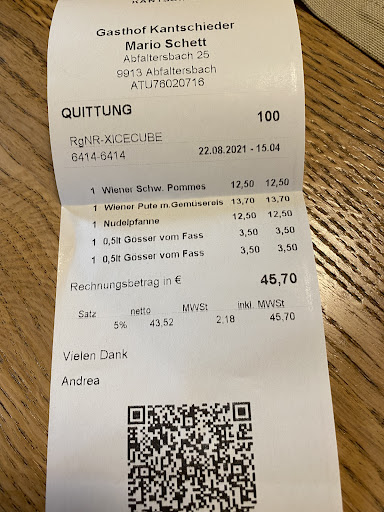 Gasthof Kantschieder
Mario Schett
Abfaltersbach 25
9913 Abfaltersbach
ATU76020716
QUITTUNG 100
RgNR-XICECUBE
6414-6414 22.08.2021 - 15.04
1 Wiener Schw. Pommes 12,50 12,50
1 Wiener Pute m.Gemüsereis 13,70 13,70
1 Nudelpfanne 12,50 12,50
1 0,5lt Gösser vom Fass 3,50 3,50
1 0,5lt Gösser vom Fass 3,50 3,50
Rechnungsbetrag in € 45,70
Satz netto MWSt inkl. MWSt
5% 43,52 2,18 45,70
Vielen Dank
Andrea